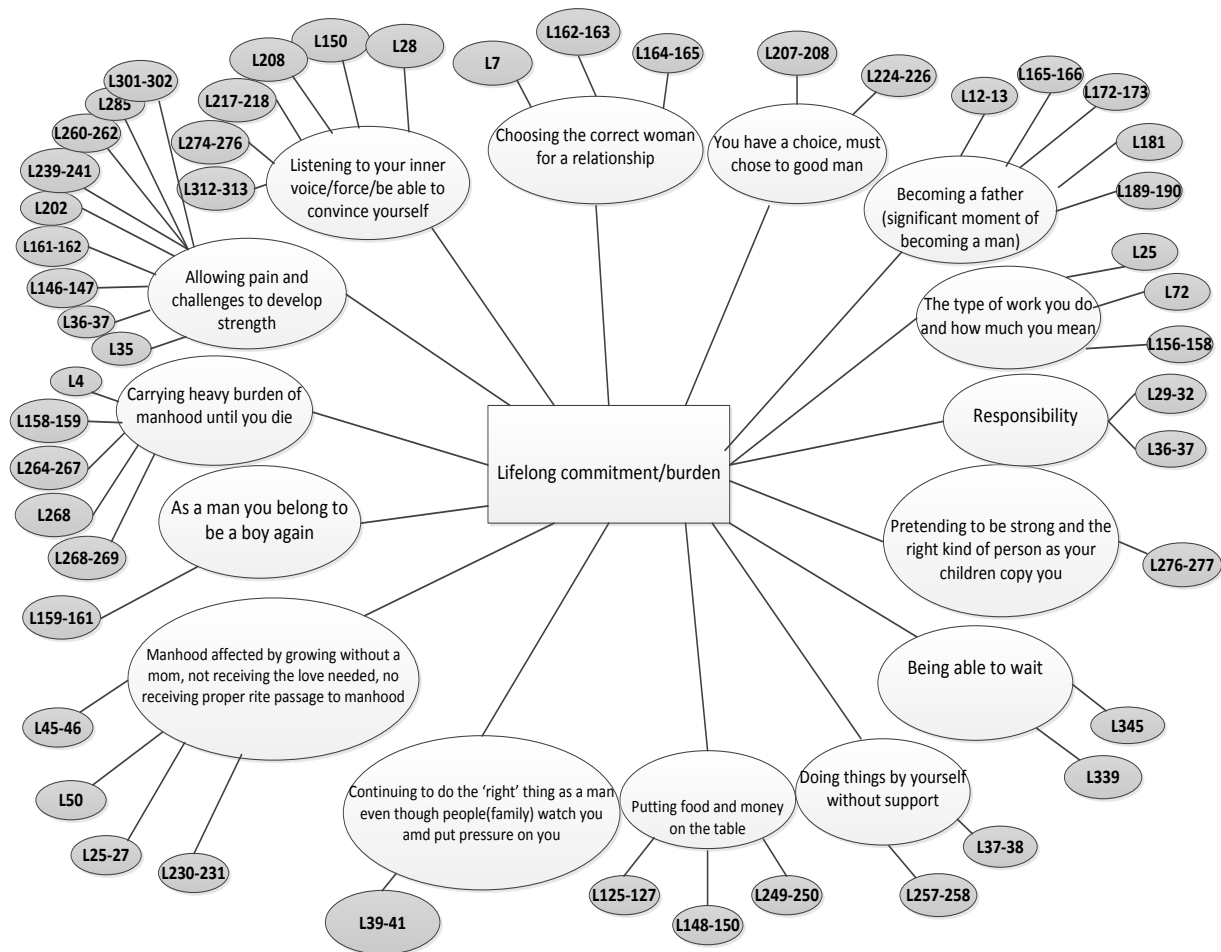 L301-302
L285
L260-262
L239-241
L202
L161-162
L146-147
L36-37
L35
Allowing pain and
challenges to develop
strength
L28
L150
L208
L217-218
L274-276
L312-313
Listening to your inner
voice/force/be able to
convince yourself
L7
L162-163
L164-165
Choosing the correct woman
for a relationship
L207-208
L224-226
You have a choice, must
chose to good man
L12-13
L165-166
L172-173
L181
L189-190
Becoming a father
(significant moment of
becoming a man)
L25
L72
L156-158
The type of work you do
and how much you mean
Responsibility
L29-32
L36-37
Lifelong commitment/burden
Pretending to be strong and the
right kind of person as your
children copy you
L276-277
Being able to wait
L345
L339
Doing things by yourself
without support
L37-38
L257-258
Putting food and money
on the table
L125-127
L148-150
L249-250
Continuing to do the ‘right’ thing as a man
even though people(family) watch you
amd put pressure on you
L39-41
Manhood affected by growing without a
mom, not receiving the love needed, no
receiving proper rite passage to manhood
L45-46
L50
L25-27
L230-231
As a man you belong to
be a boy again
L159-161
Carrying heavy burden of
manhood until you die
L4
L158-159
L264-267
L268
L268-269